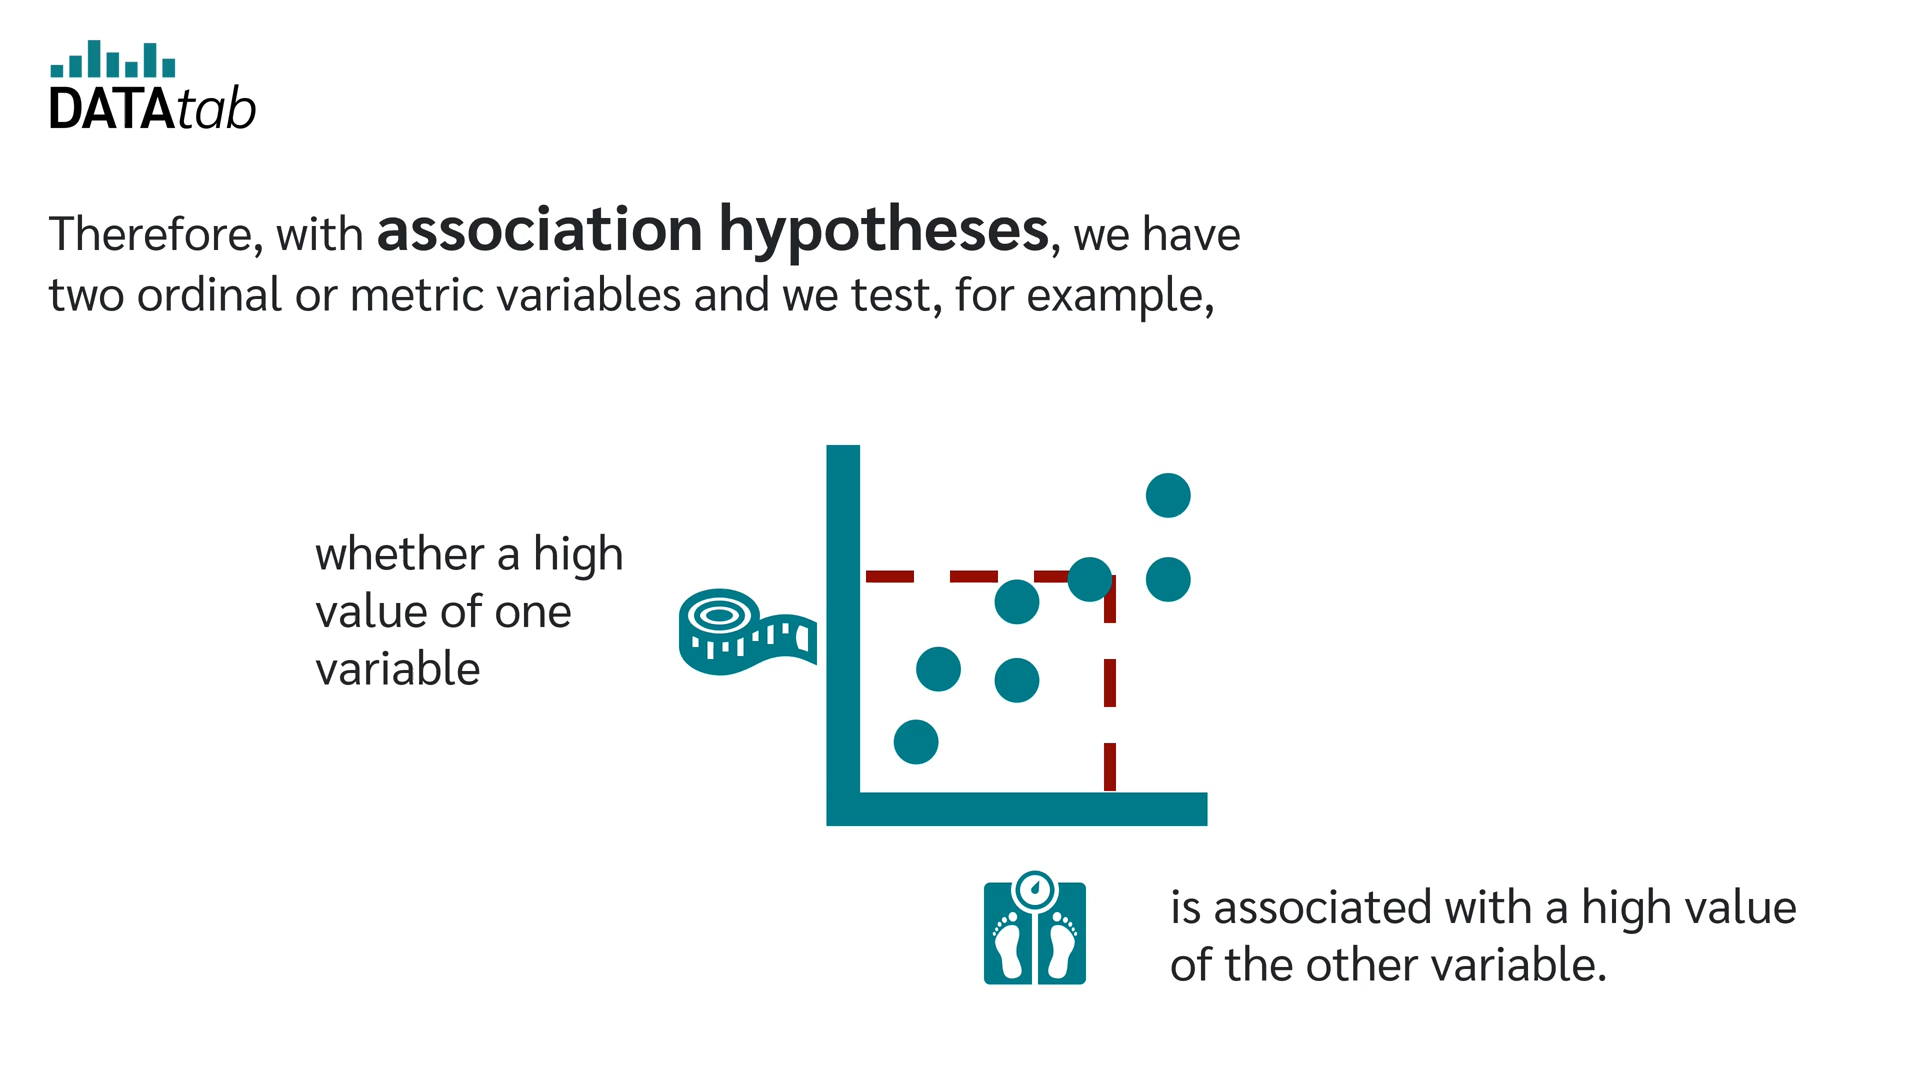 DATAtab
Therefore, with association hypotheses, we have
two ordinal or metric variables and we test, for example,
whether a high
value of one
variable
is associated with a high value
of the other variable.